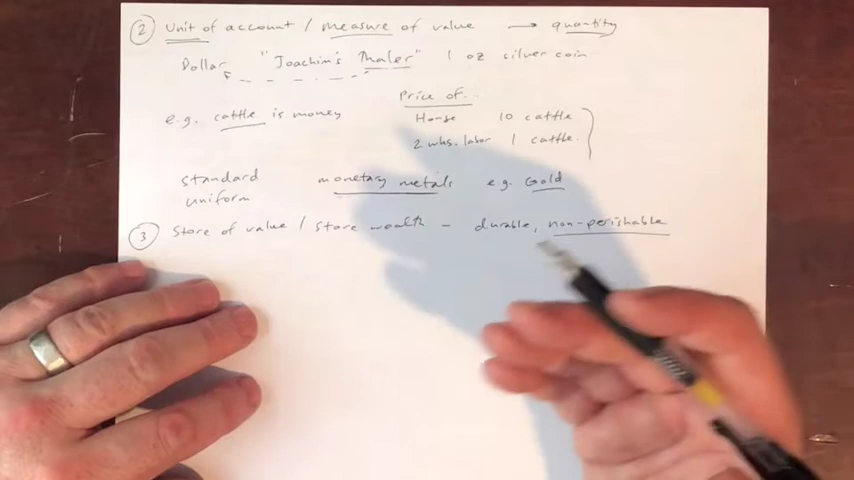 ② Unit of account / measure of value → quantity
Dollar "Joachim's Thaler" 1 oz silver coin
Price of...
e.g. cattle is money House 10 cattle
2 wks. labor 1 cattle.
standard monetary metals e.g. Gold
uniform
③ Store of value / store wealth - durable, non-perishable